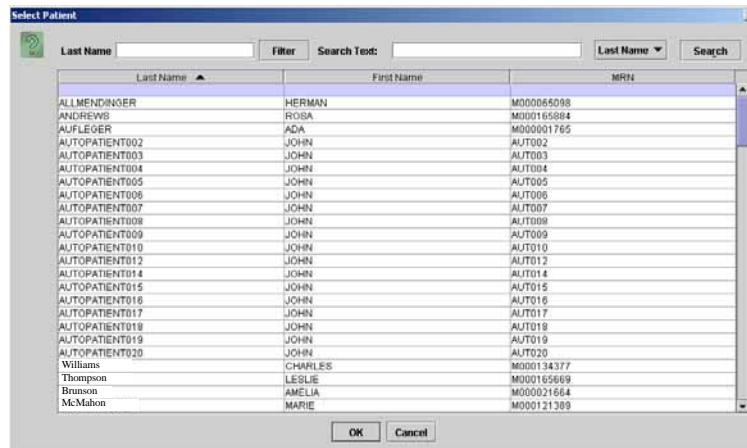 Select Patient
Last Name Filter Search Text: Last Name Search
Last Name First Name MRN
ALLMENDINGER HERMAN M000065098
ANDREWS ROSA M000165884
AUFLEGER ADA M000001765
AUTOPATIENT002 JOHN AUT002
AUTOPATIENT003 JOHN AUT003
AUTOPATIENT004 JOHN AUT004
AUTOPATIENT005 JOHN AUT005
AUTOPATIENT006 JOHN AUT006
AUTOPATIENT007 JOHN AUT007
AUTOPATIENT008 JOHN AUT008
AUTOPATIENT009 JOHN AUT009
AUTOPATIENT010 JOHN AUT010
AUTOPATIENT012 JOHN AUT012
AUTOPATIENT014 JOHN AUT014
AUTOPATIENT015 JOHN AUT015
AUTOPATIENT016 JOHN AUT016
AUTOPATIENT017 JOHN AUT017
AUTOPATIENT018 JOHN AUT018
AUTOPATIENT019 JOHN AUT019
AUTOPATIENT020 JOHN AUT020
Williams CHARLES M000134377
Thompson LESLIE M000165669
Brunson AMELIA M000021664
McMahon MARIE M000121389
OK Cancel